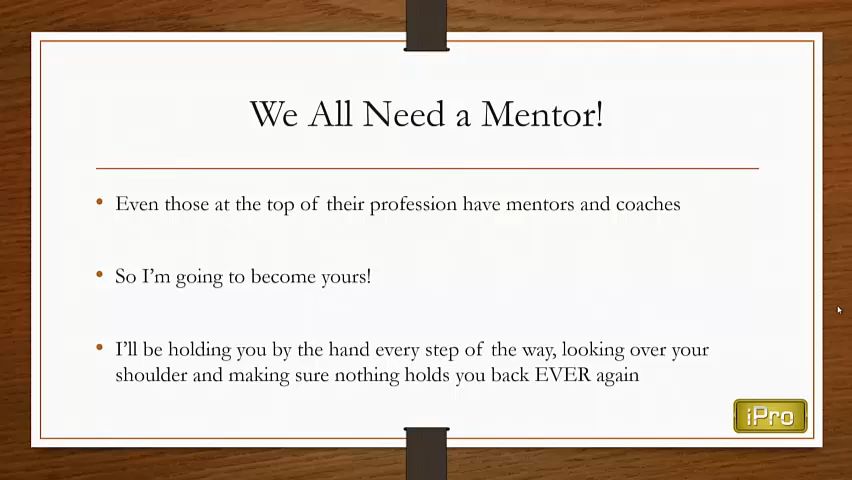 We All Need a Mentor!
• Even those at the top of their profession have mentors and coaches
• So I'm going to become yours!
• I'll be holding you by the hand every step of the way, looking over your
shoulder and making sure nothing holds you back EVER again
iPro